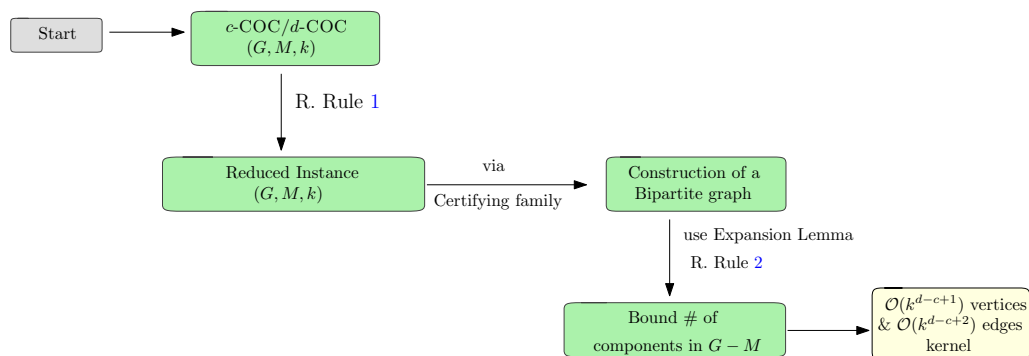 Start
c-COC/d-COC
(G, M, k)
R. Rule 1
Reduced Instance
(G, M, k)
via
Certifying family
Construction of a
Bipartite graph
use Expansion Lemma
R. Rule 2
Bound # of
components in G − M
𝒪(k^{d−c+1}) vertices
& 𝒪(k^{d−c+2}) edges
kernel